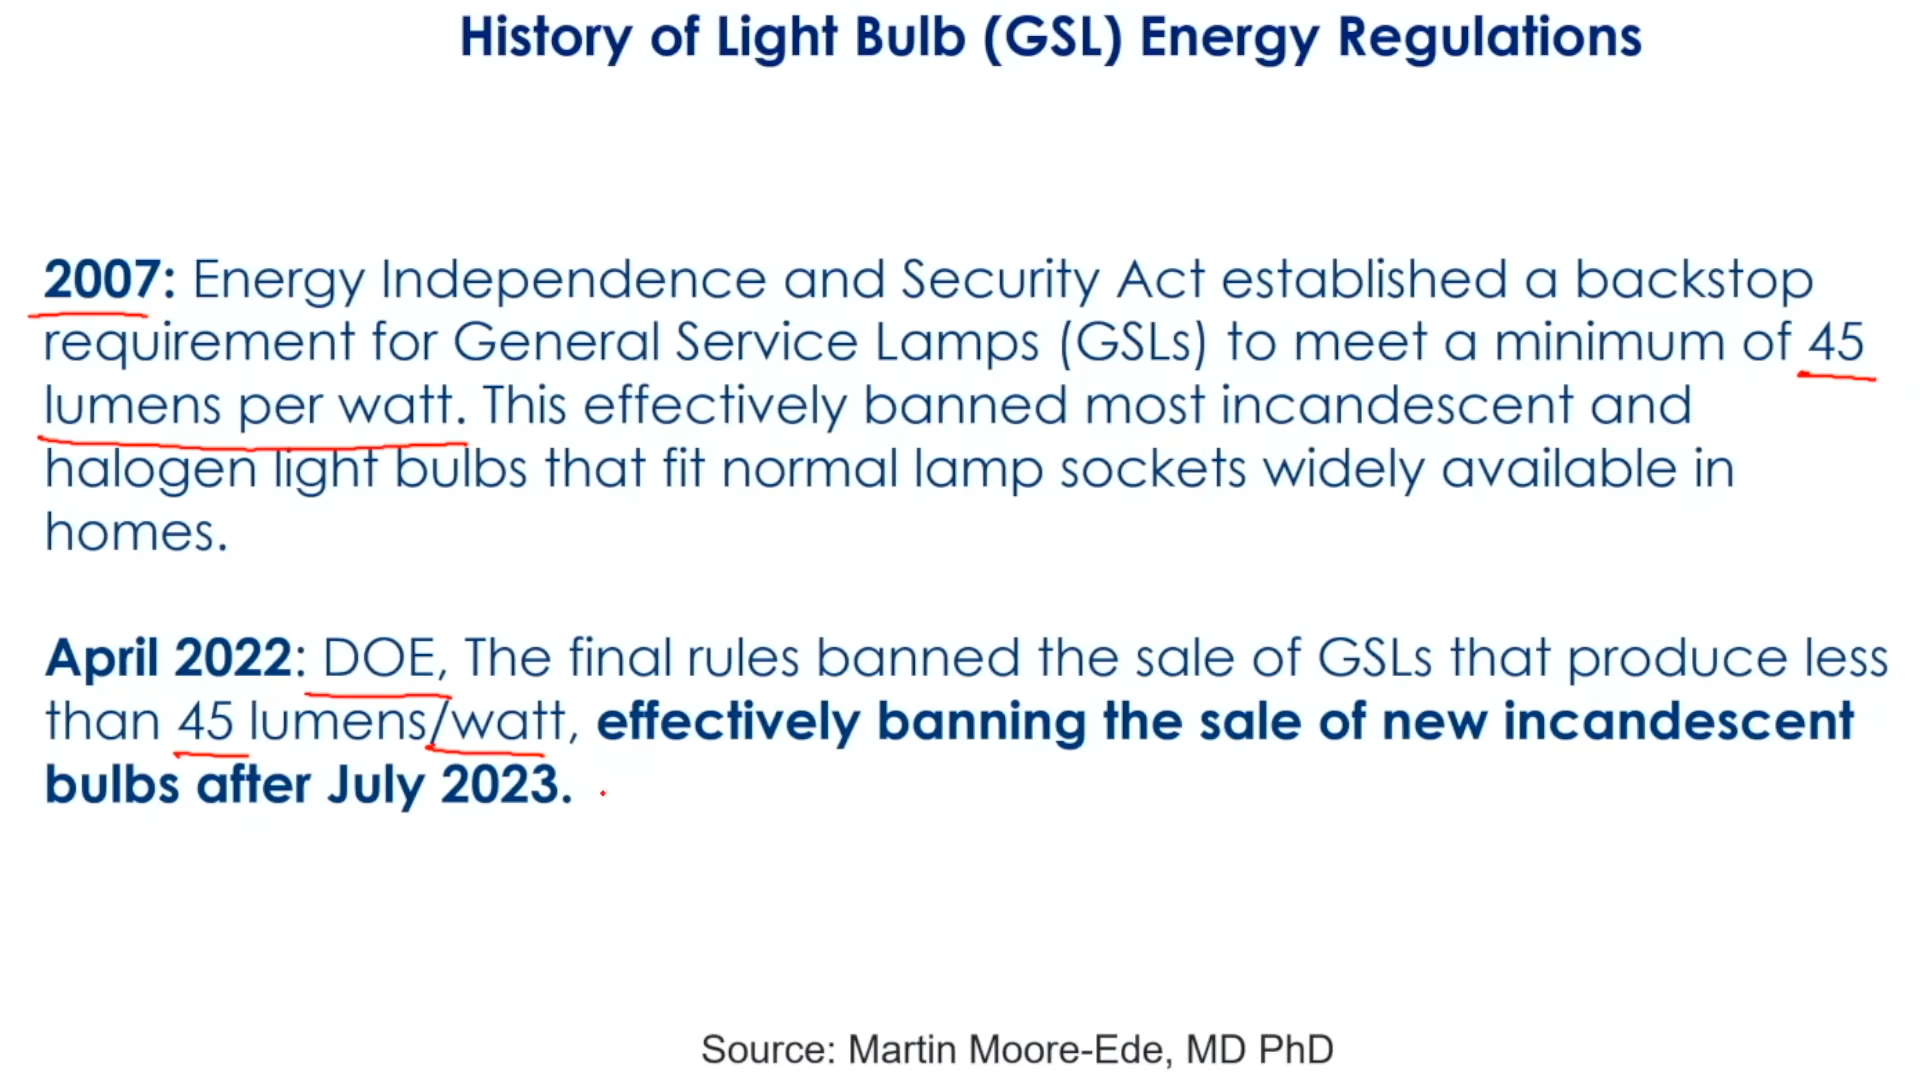 History of Light Bulb (GSL) Energy Regulations
2007: Energy Independence and Security Act established a backstop
requirement for General Service Lamps (GSLs) to meet a minimum of 45
lumens per watt. This effectively banned most incandescent and
halogen light bulbs that fit normal lamp sockets widely available in
homes.
April 2022: DOE, The final rules banned the sale of GSLs that produce less
than 45 lumens/watt, effectively banning the sale of new incandescent
bulbs after July 2023.
Source: Martin Moore-Ede, MD PhD